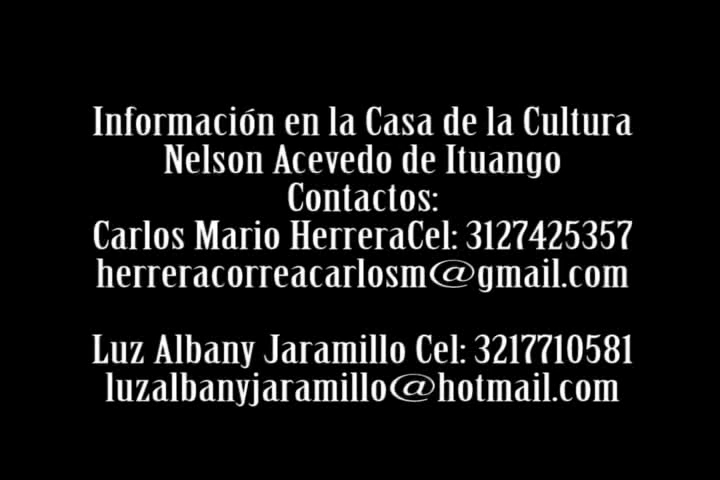 Información en la Casa de la Cultura
Nelson Acevedo de Ituango
Contactos:
Carlos Mario HerreraCel: 3127425357
herreracorreacarlosm@gmail.com
Luz Albany Jaramillo Cel: 3217710581
luzalbanyjaramillo@hotmail.com